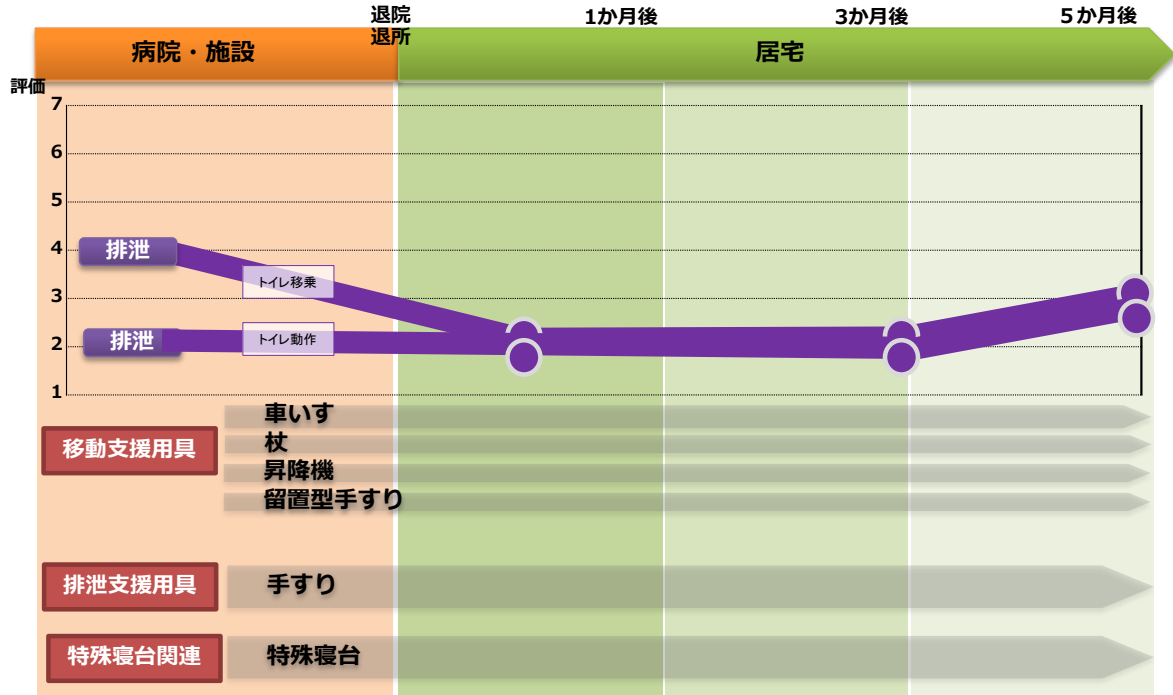 退院
退所
1か月後
3か月後
５か月後
病院・施設
居宅
評価
7
6
5
4
3
2
1
排泄
トイレ移乗
排泄
トイレ動作
移動支援用具
車いす
杖
昇降機
留置型手すり
排泄支援用具
手すり
特殊寝台関連
特殊寝台